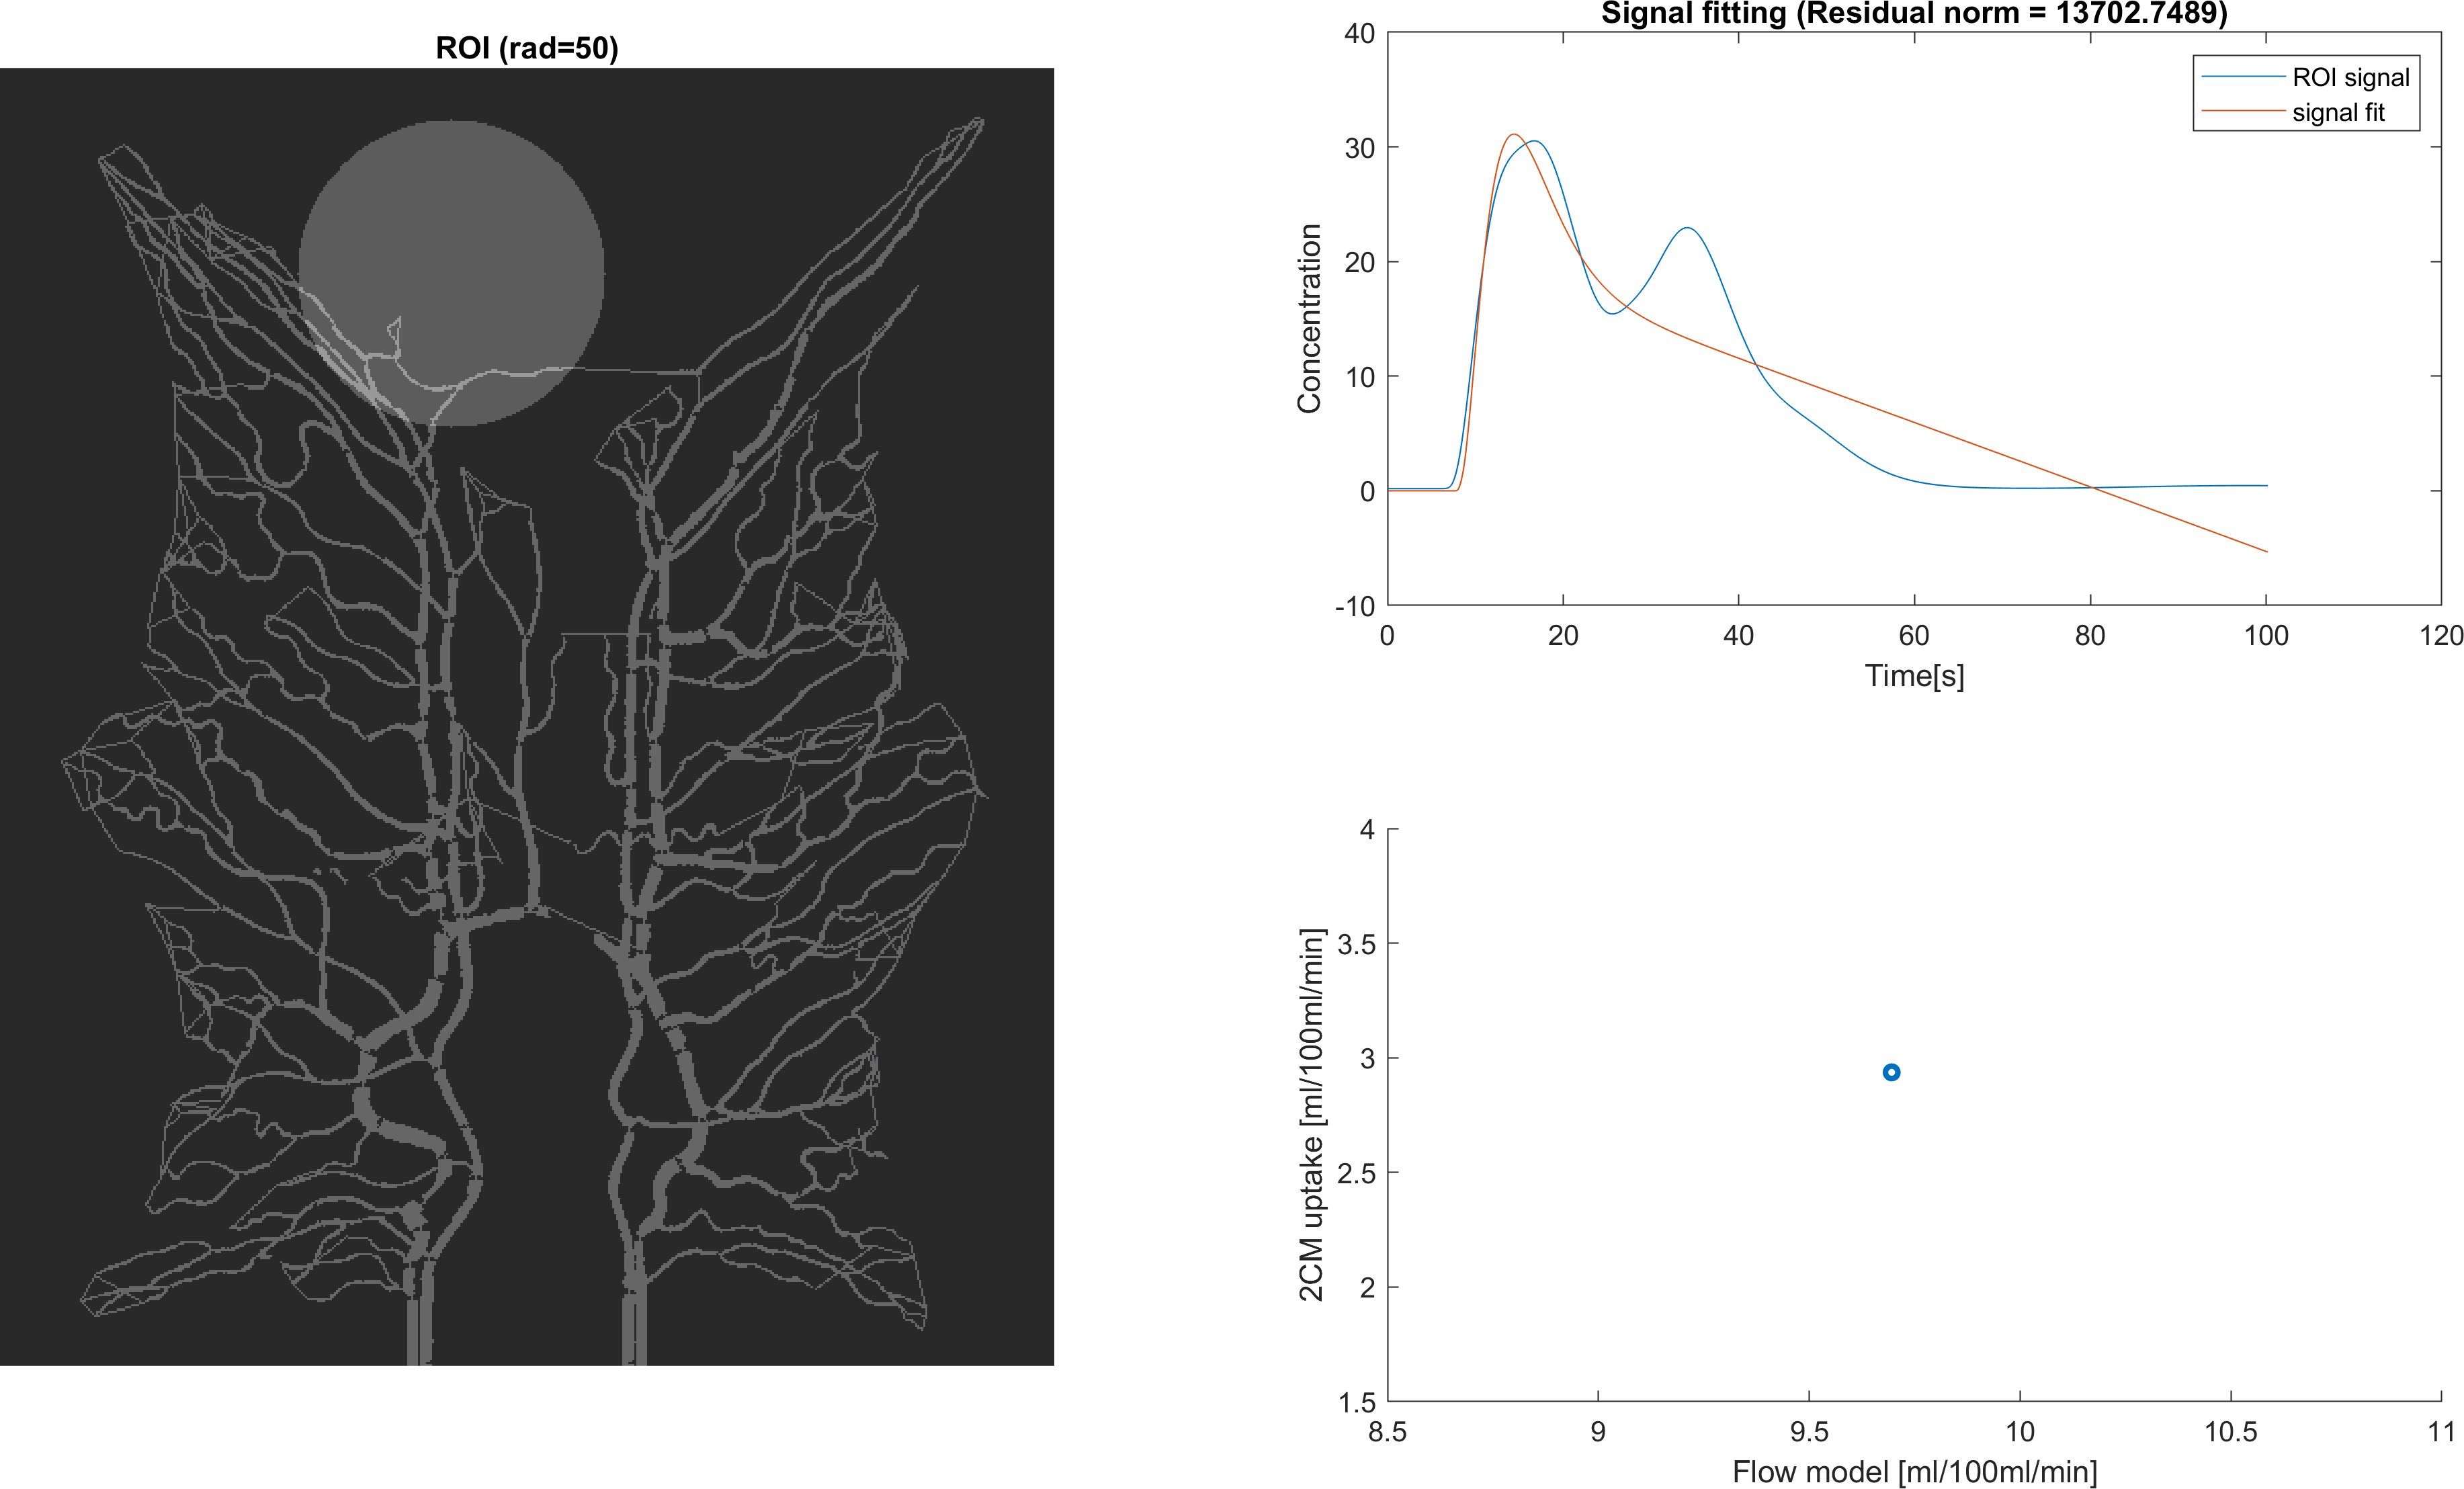 ROI (rad=50)
Signal fitting (Residual norm = 13702.7489)
40
30
20
10
0
-10
Concentration
ROI signal
signal fit
0 20 40 60 80 100 120
Time[s]
4
3.5
3
2.5
2
1.5
2CM uptake [ml/100ml/min]
8.5 9 9.5 10 10.5 11
Flow model [ml/100ml/min]